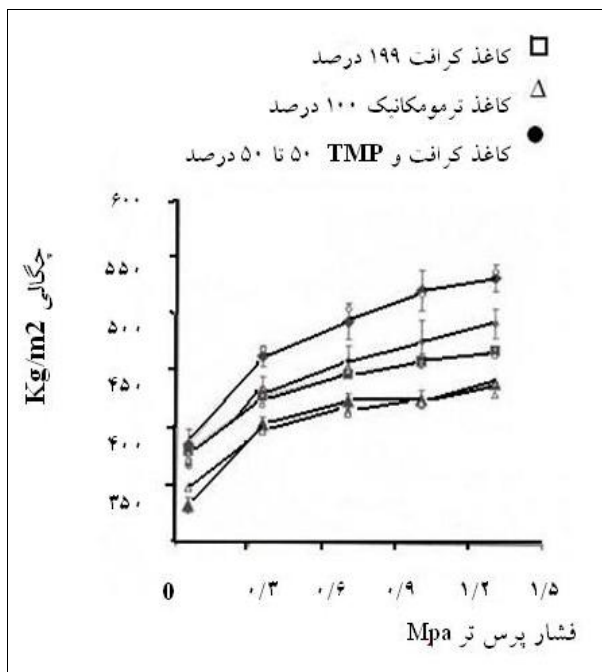 کاغذ کرافت ۱۹۹ درصد
کاغذ ترمومکانیک ۱۰۰ درصد
کاغذ کرافت و TMP ۵۰ تا ۵۰ درصد
۶۰۰
۵۵۰
۵۰۰
۴۵۰
۴۰۰
۳۵۰
چگالی Kg/m2
0 ۰/۳ ۰/۶ ۰/۹ ۱/۲ ۱/۵
فشار پرس تر Mpa